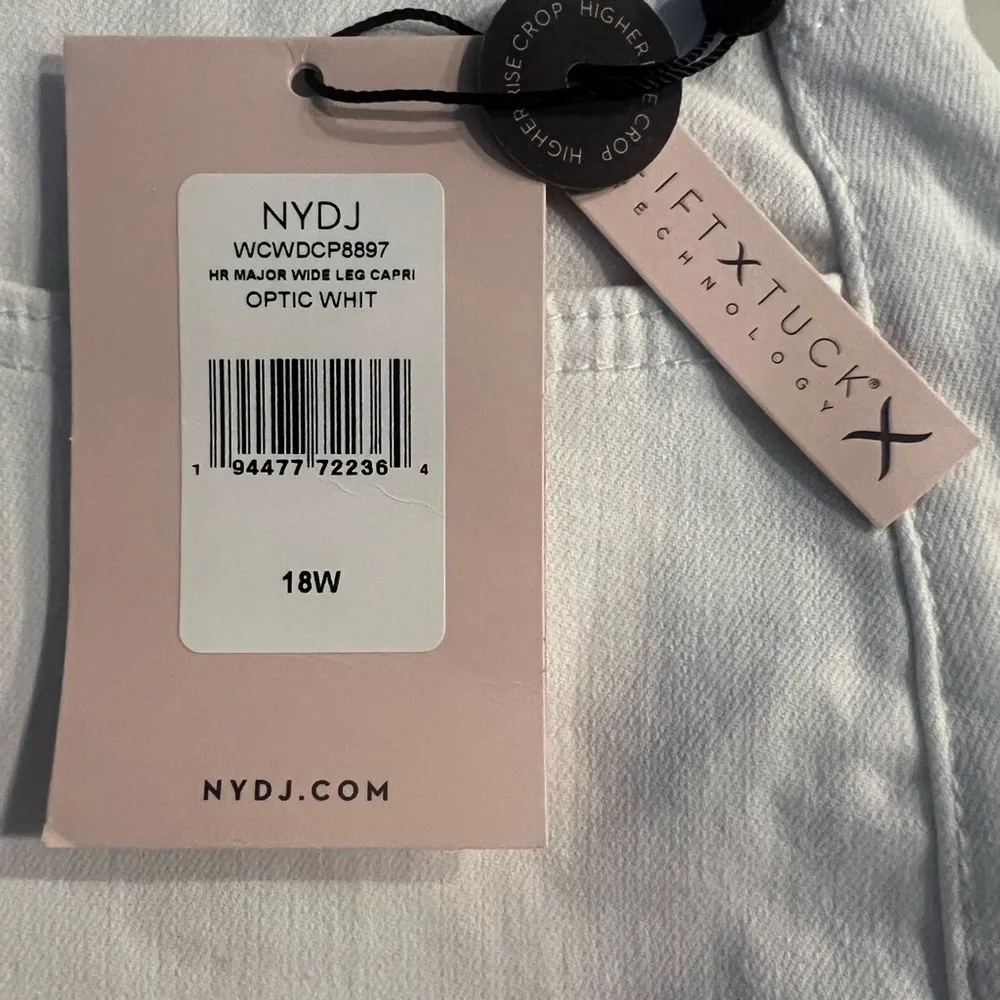 HIGHER RISE CROP HIGHER RISE CROP
LIFT X TUCK®
TECHNOLOGY
X
NYDJ
WCWDCP8897
HR MAJOR WIDE LEG CAPRI
OPTIC WHIT
1 94477 72236 4
18W
NYDJ.COM